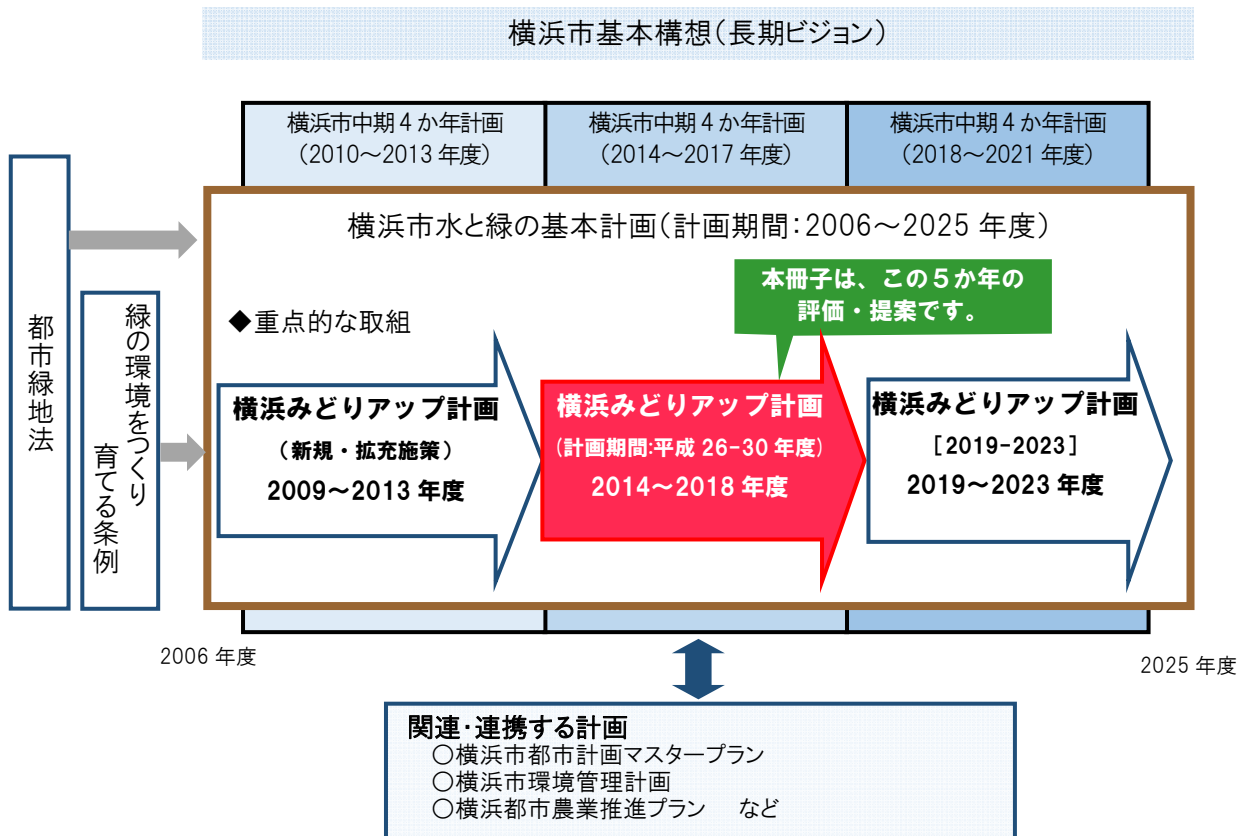 横浜市基本構想（長期ビジョン）
横浜市中期４か年計画
（2010～2013 年度）
横浜市中期４か年計画
（2014～2017 年度）
横浜市中期４か年計画
（2018～2021 年度）
都市緑地法
緑の環境をつくり
育てる条例
横浜市水と緑の基本計画（計画期間：2006～2025 年度）
本冊子は、この５か年の
評価・提案です。
◆重点的な取組
横浜みどりアップ計画
（新規・拡充施策）
2009～2013 年度
横浜みどりアップ計画
(計画期間:平成 26-30 年度)
2014～2018 年度
横浜みどりアップ計画
[2019-2023]
2019～2023 年度
2006 年度
2025 年度
関連・連携する計画
○横浜市都市計画マスタープラン
○横浜市環境管理計画
○横浜都市農業推進プラン　など